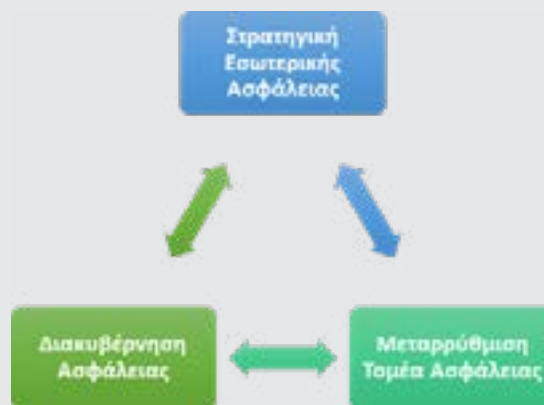 Στρατηγική
Εσωτερικής
Ασφάλειας
Διακυβέρνηση
Ασφάλειας
Μεταρρύθμιση
Τομέα Ασφάλειας